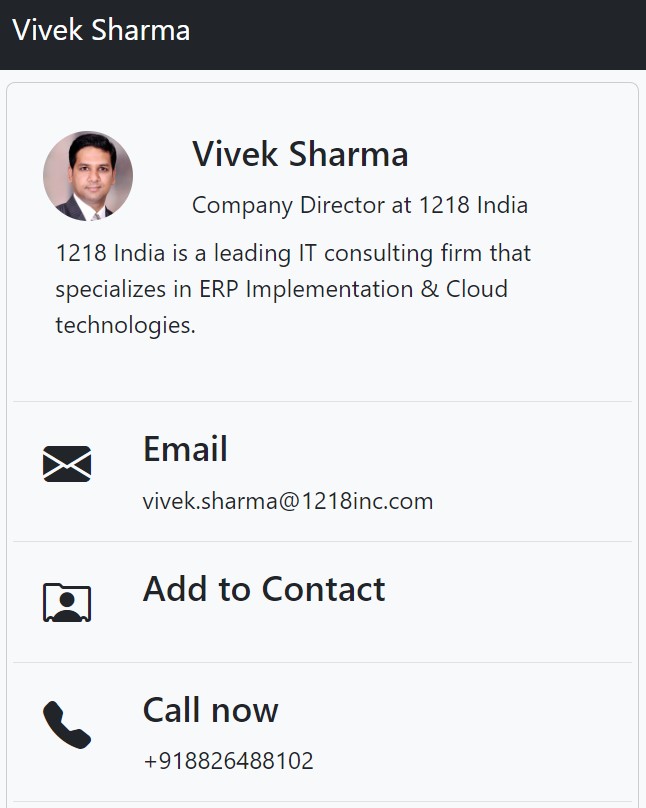 Vivek Sharma
Vivek Sharma
Company Director at 1218 India
1218 India is a leading IT consulting firm that
specializes in ERP Implementation & Cloud
technologies.
Email
vivek.sharma@1218inc.com
Add to Contact
Call now
+918826488102